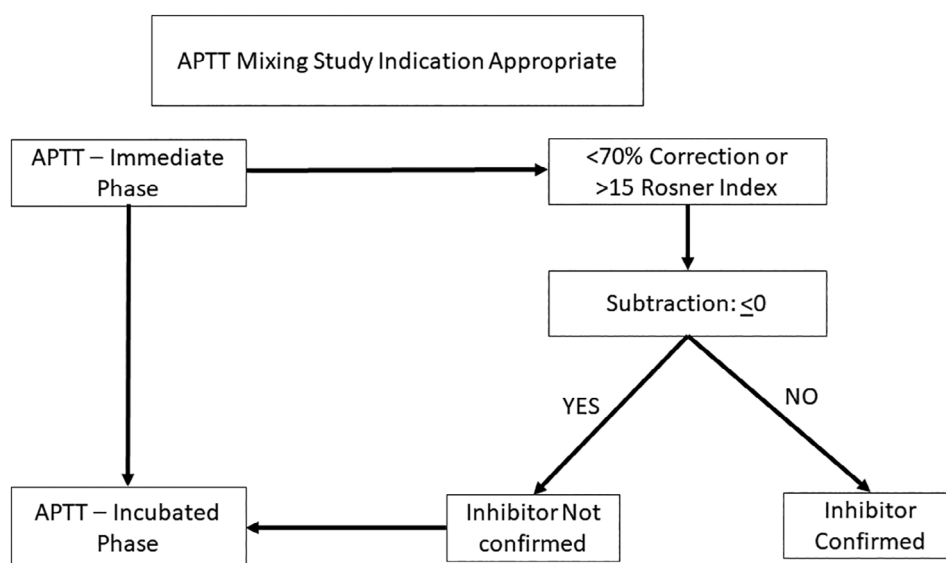 APTT Mixing Study Indication Appropriate
APTT – Immediate
Phase
<70% Correction or
>15 Rosner Index
Subtraction: ≤0
YES
NO
APTT – Incubated
Phase
Inhibitor Not
confirmed
Inhibitor
Confirmed